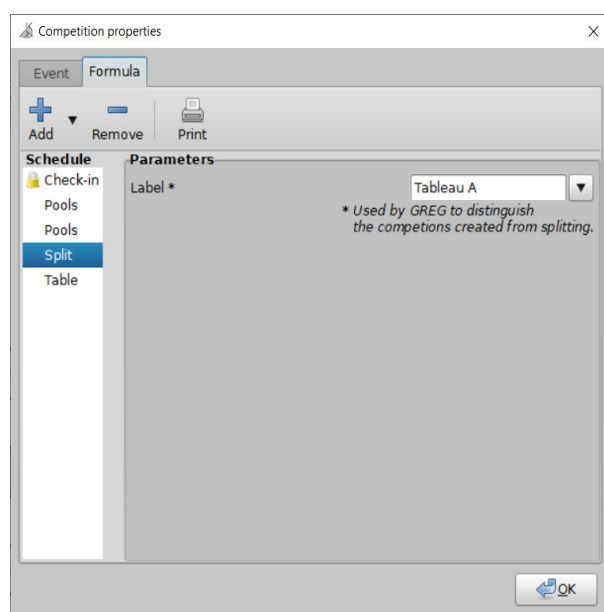 Competition properties
Event Formula
Add Remove Print
Schedule
Check-in
Pools
Pools
Split
Table
Parameters
Label * Tableau A
* Used by GREG to distinguish
the competions created from splitting.
OK